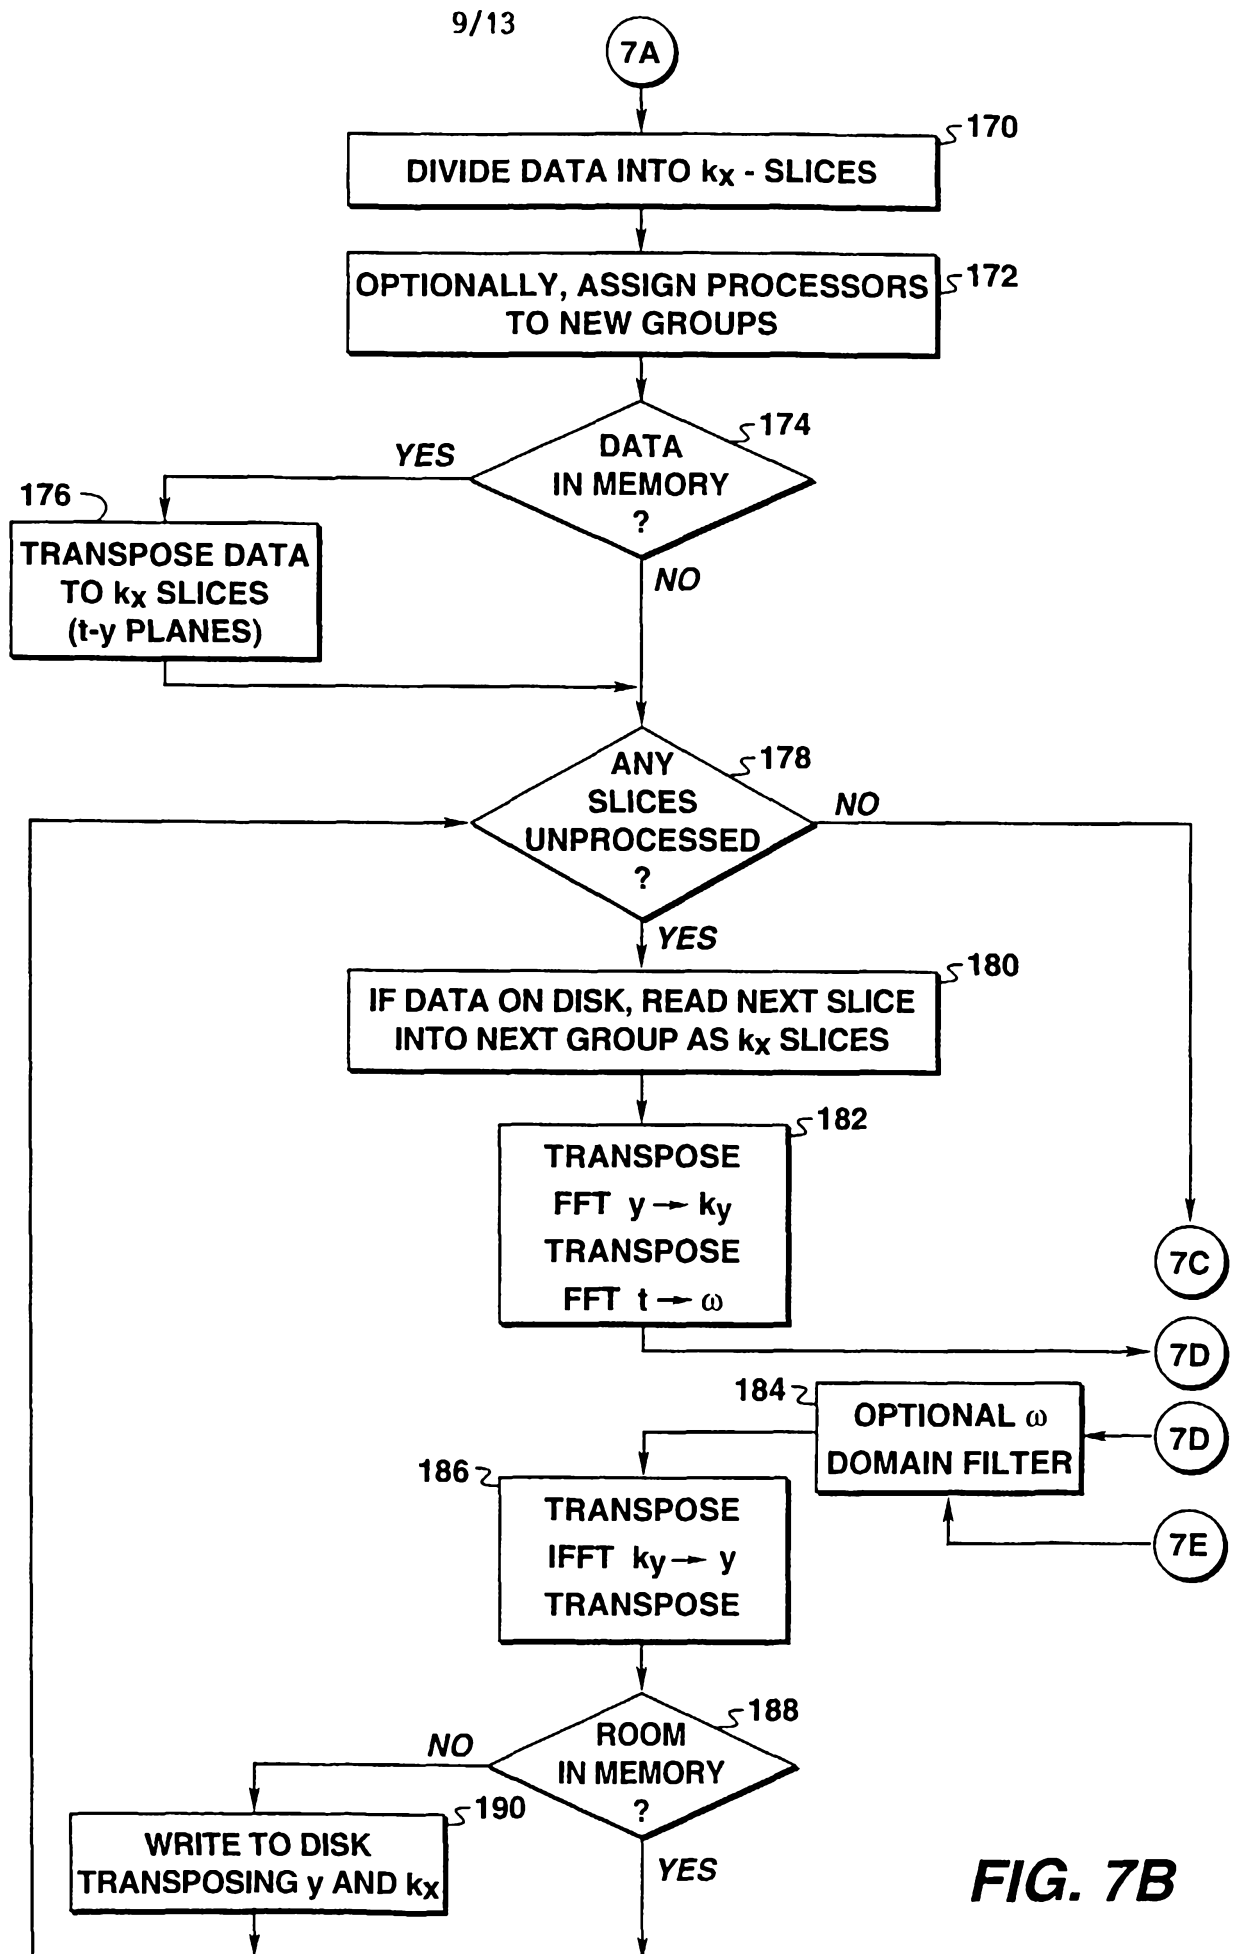 9/13
7A
170
DIVIDE DATA INTO kx - SLICES
172
OPTIONALLY, ASSIGN PROCESSORS
TO NEW GROUPS
174
DATA
IN MEMORY
?
YES
NO
176
TRANSPOSE DATA
TO kx SLICES
(t-y PLANES)
178
ANY
SLICES
UNPROCESSED
?
NO
YES
180
IF DATA ON DISK, READ NEXT SLICE
INTO NEXT GROUP AS kx SLICES
182
TRANSPOSE
FFT y → ky
TRANSPOSE
FFT t → ω
7C
7D
184
OPTIONAL ω
DOMAIN FILTER
7D
186
TRANSPOSE
IFFT ky → y
TRANSPOSE
7E
188
ROOM
IN MEMORY
?
NO
YES
190
WRITE TO DISK
TRANSPOSING y AND kx
FIG. 7B